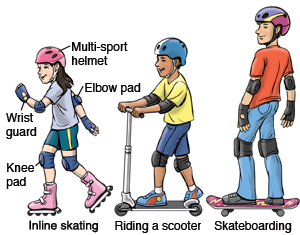 Multi-sport
helmet
Elbow pad
Wrist
guard
Knee
pad
Inline skating
Riding a scooter
Skateboarding